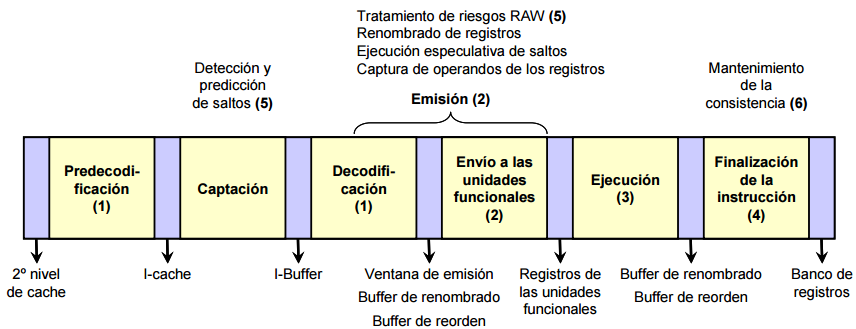 Tratamiento de riesgos RAW (5)
Renombrado de registros
Ejecución especulativa de saltos
Captura de operandos de los registros
Detección y
predicción
de saltos (5)
Emisión (2)
Mantenimiento
de la
consistencia (6)
Predecodi-
ficación
(1)
Captación
Decodifi-
cación
(1)
Envío a las
unidades
funcionales
(2)
Ejecución
(3)
Finalización
de la
instrucción
(4)
2º nivel
de cache
I-cache
I-Buffer
Ventana de emisión
Buffer de renombrado
Buffer de reorden
Registros de
las unidades
funcionales
Buffer de renombrado
Buffer de reorden
Banco de
registros